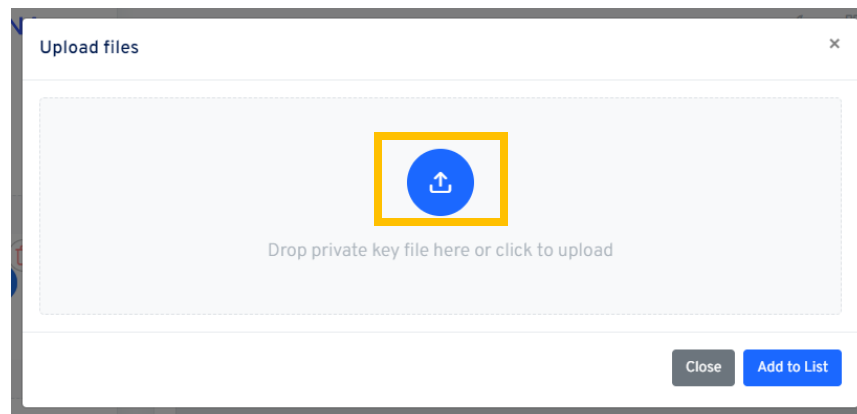 Upload files
×
Drop private key file here or click to upload
Close
Add to List